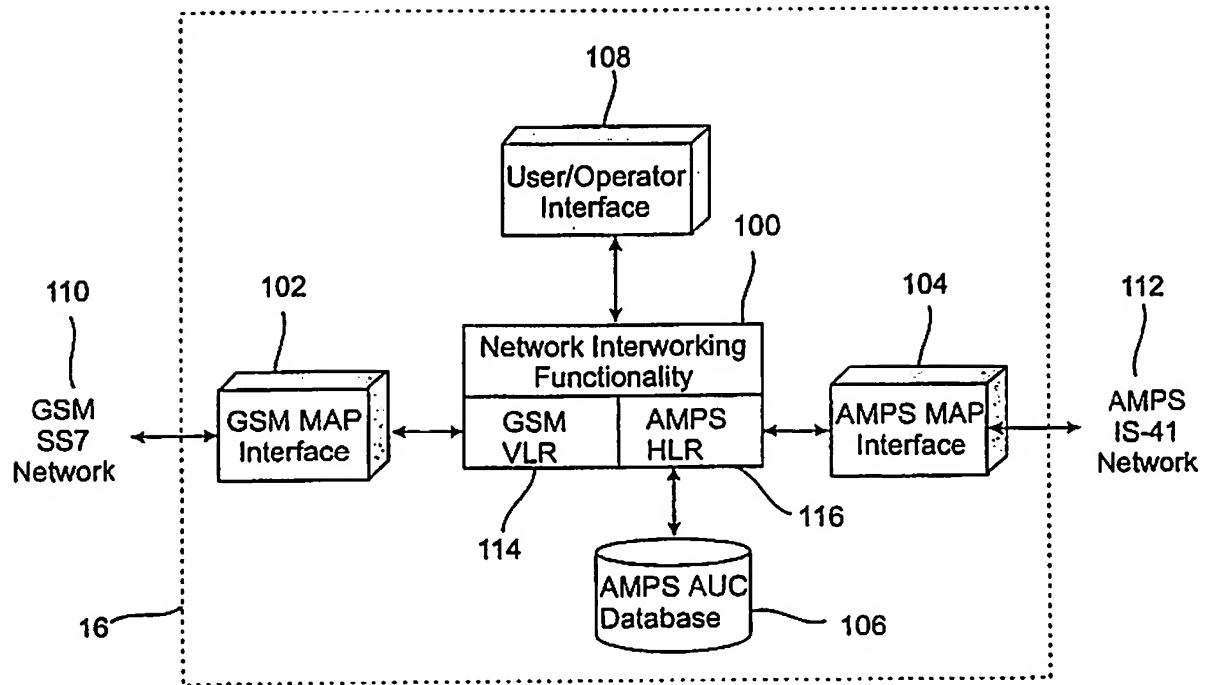 108
User/Operator
Interface
100
110
102
104
112
Network Interworking
Functionality
GSM
SS7
Network
GSM MAP
Interface
GSM
VLR
AMPS
HLR
AMPS MAP
Interface
AMPS
IS-41
Network
114
116
AMPS AUC
Database
16
106